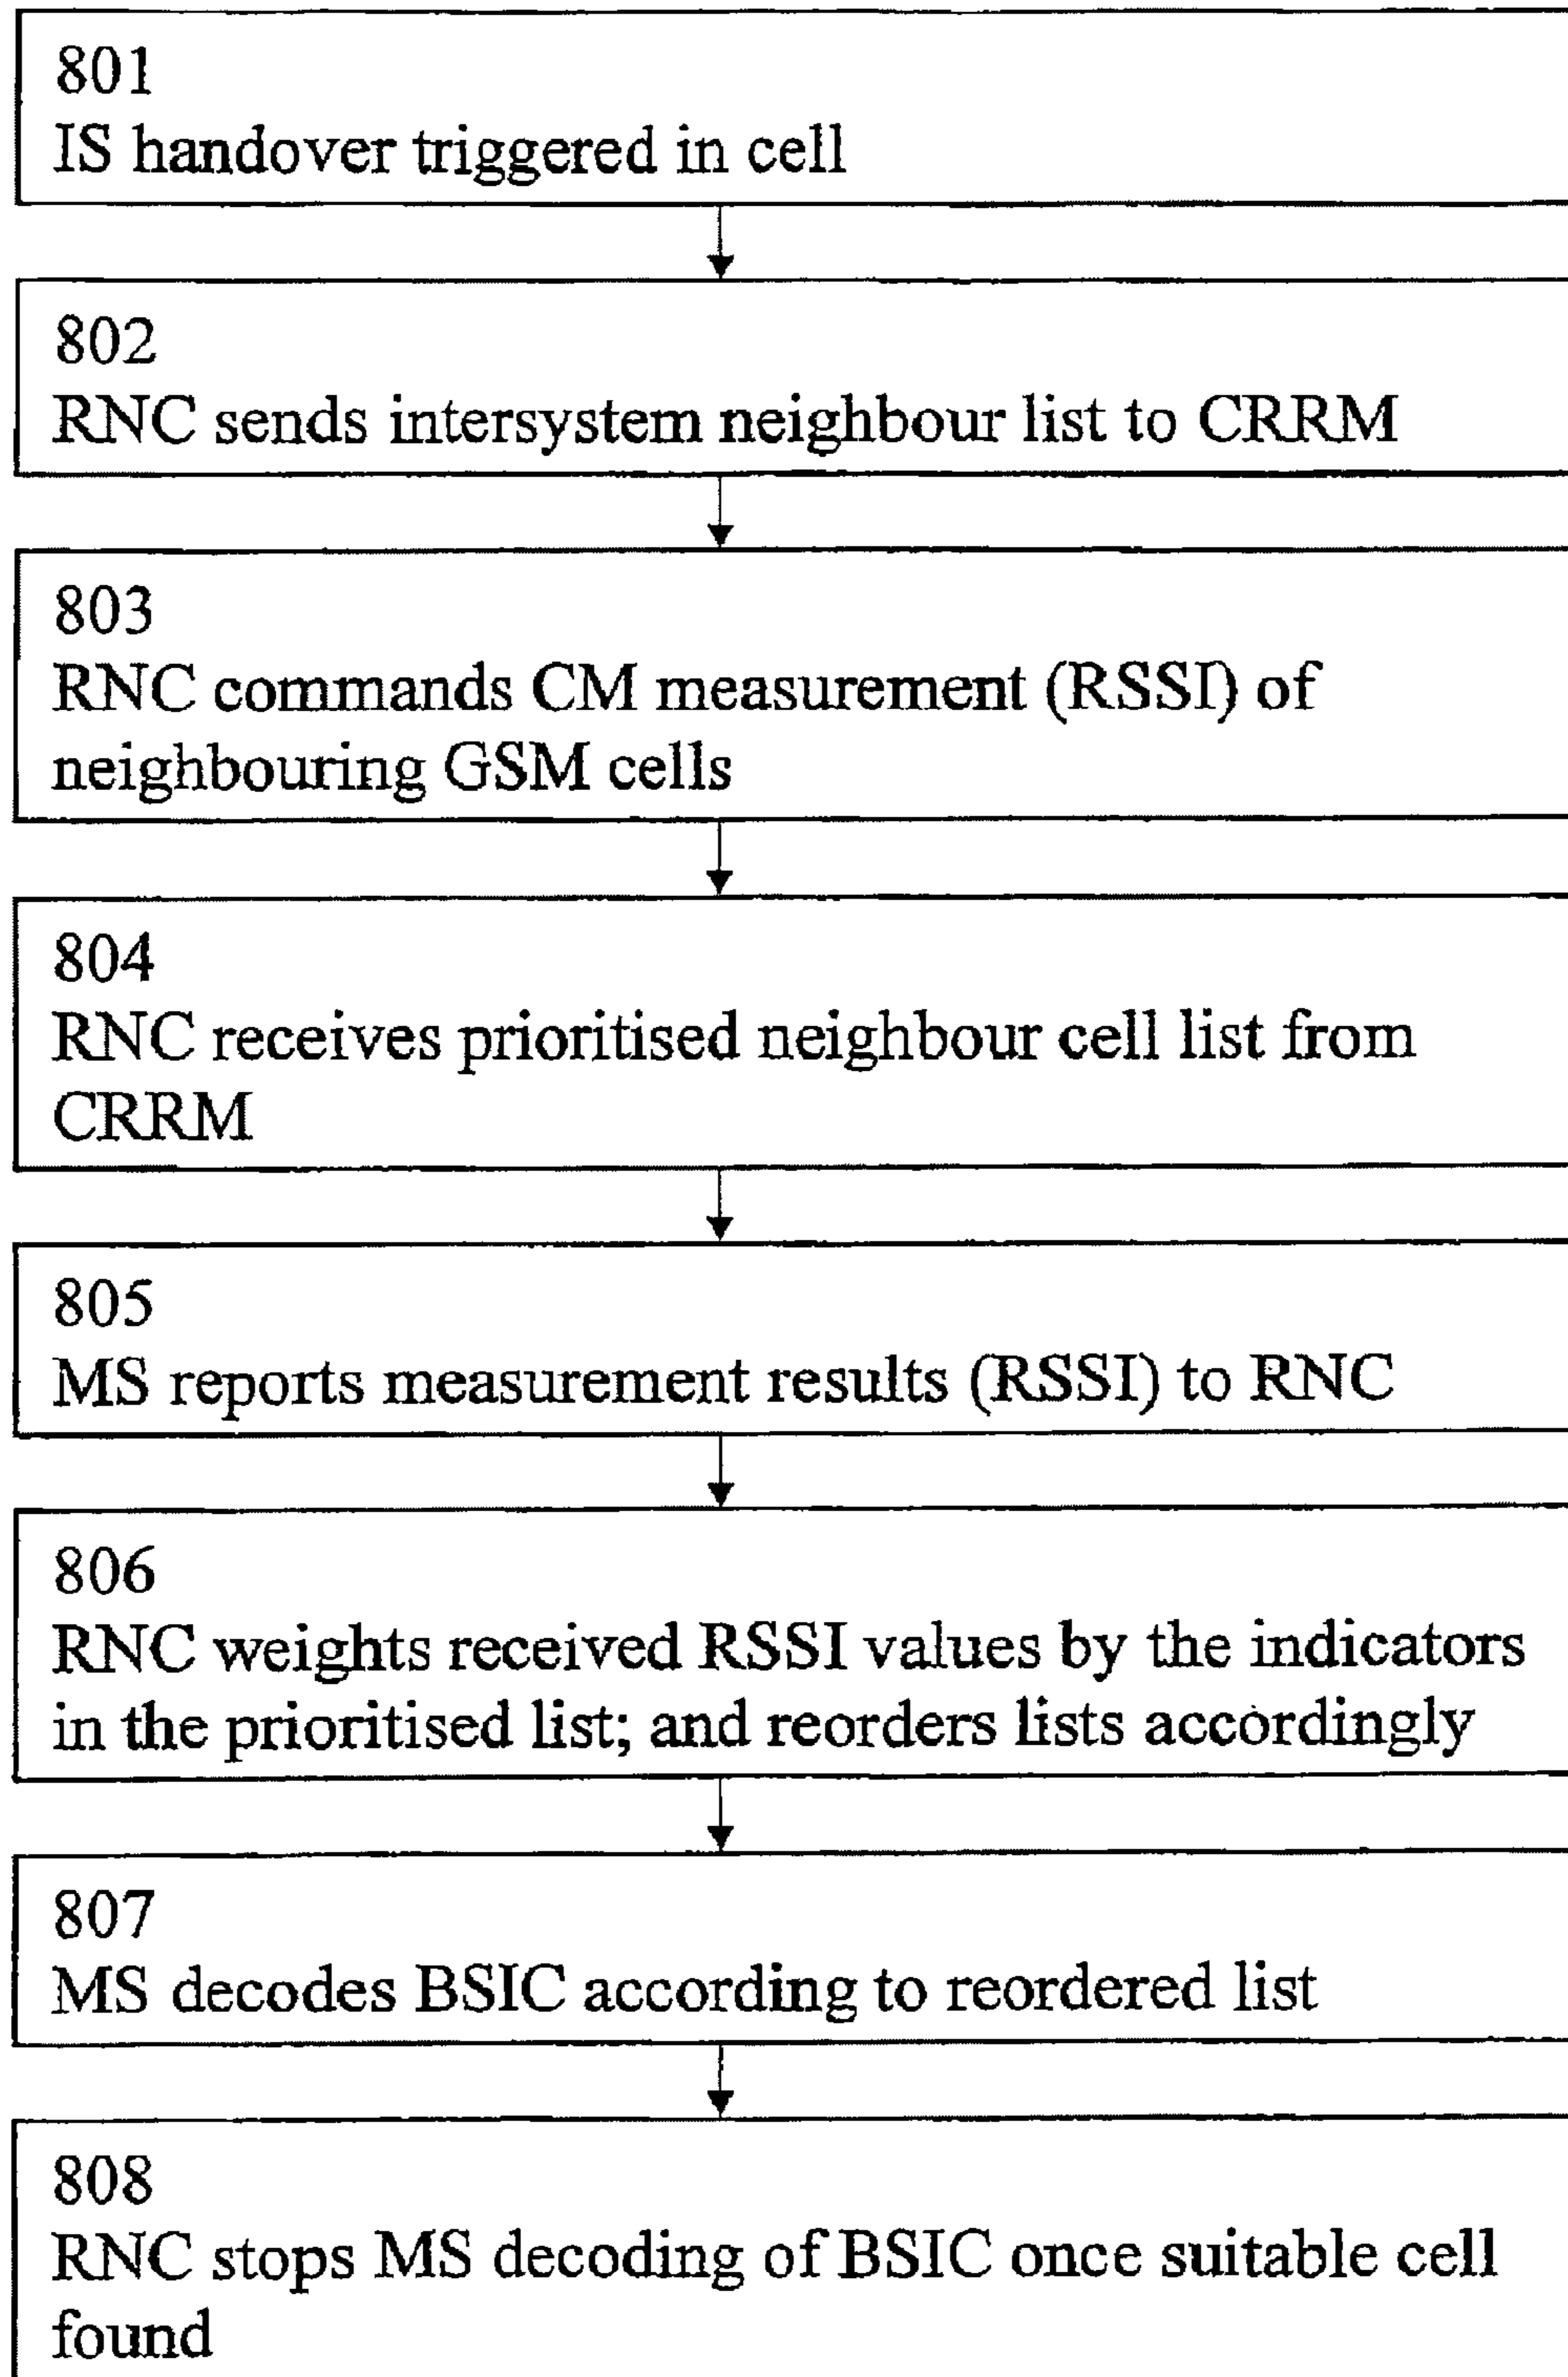 801
IS handover triggered in cell
802
RNC sends intersystem neighbour list to CRRM
803
RNC commands CM measurement (RSSI) of
neighbouring GSM cells
804
RNC receives prioritised neighbour cell list from
CRRM
805
MS reports measurement results (RSSI) to RNC
806
RNC weights received RSSI values by the indicators
in the prioritised list; and reorders lists accordingly
807
MS decodes BSIC according to reordered list
808
RNC stops MS decoding of BSIC once suitable cell
found